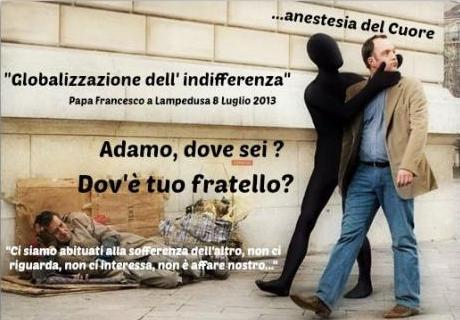 ...anestesia del Cuore
"Globalizzazione dell' indifferenza"
Papa Francesco a Lampedusa 8 Luglio 2013
Adamo, dove sei ?
Dov'è tuo fratello?
"Ci siamo abituati alla sofferenza dell'altro, non ci
riguarda, non ci interessa, non è affare nostro..."